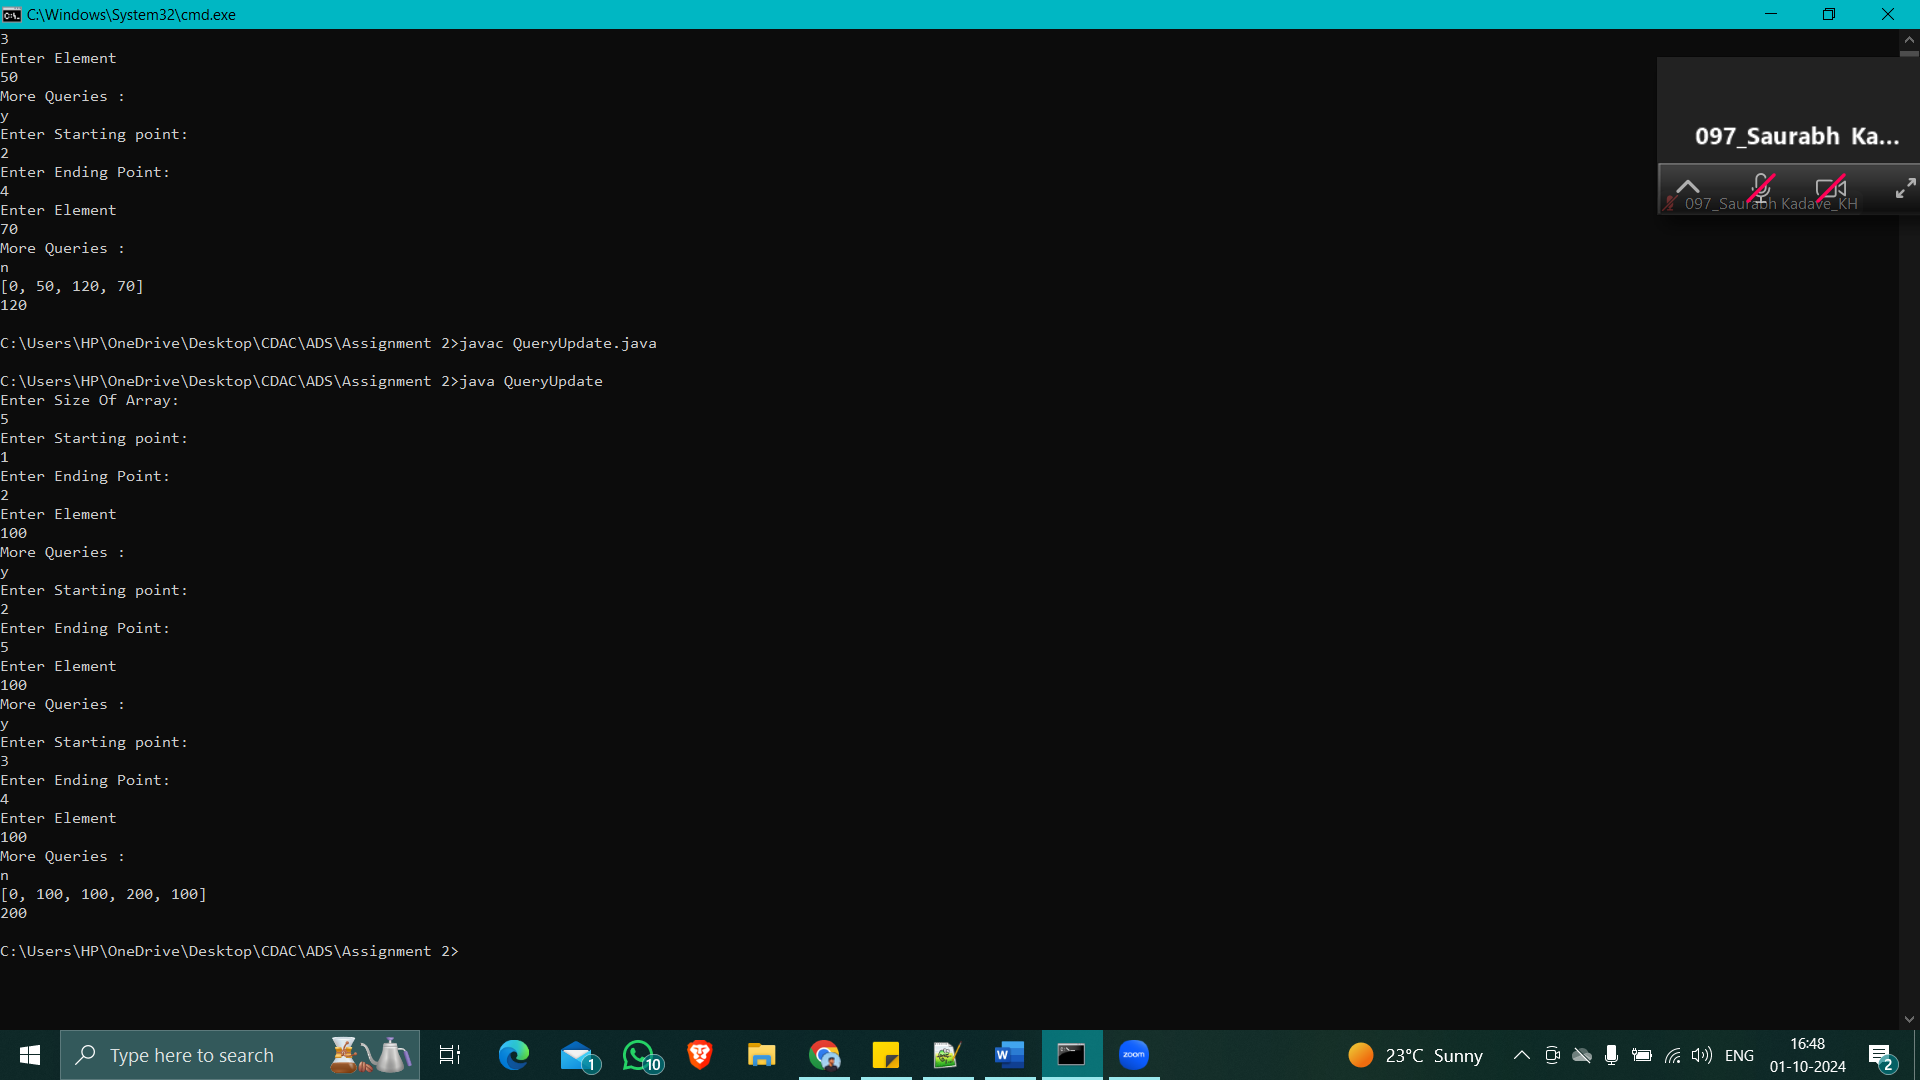 C:\Windows\System32\cmd.exe
3
Enter Element
50
More Queries :
y
Enter Starting point:
2
Enter Ending Point:
4
Enter Element
70
More Queries :
n
[0, 50, 120, 70]
120
C:\Users\HP\OneDrive\Desktop\CDAC\ADS\Assignment 2>javac QueryUpdate.java
C:\Users\HP\OneDrive\Desktop\CDAC\ADS\Assignment 2>java QueryUpdate
Enter Size Of Array:
5
Enter Starting point:
1
Enter Ending Point:
2
Enter Element
100
More Queries :
y
Enter Starting point:
2
Enter Ending Point:
5
Enter Element
100
More Queries :
y
Enter Starting point:
3
Enter Ending Point:
4
Enter Element
100
More Queries :
n
[0, 100, 100, 200, 100]
200
C:\Users\HP\OneDrive\Desktop\CDAC\ADS\Assignment 2>
097_Saurabh Ka...
097_Saurabh Kadave_KH
Type here to search
1
10
W
zoom
23°C Sunny
ENG
16:48
01-10-2024
2